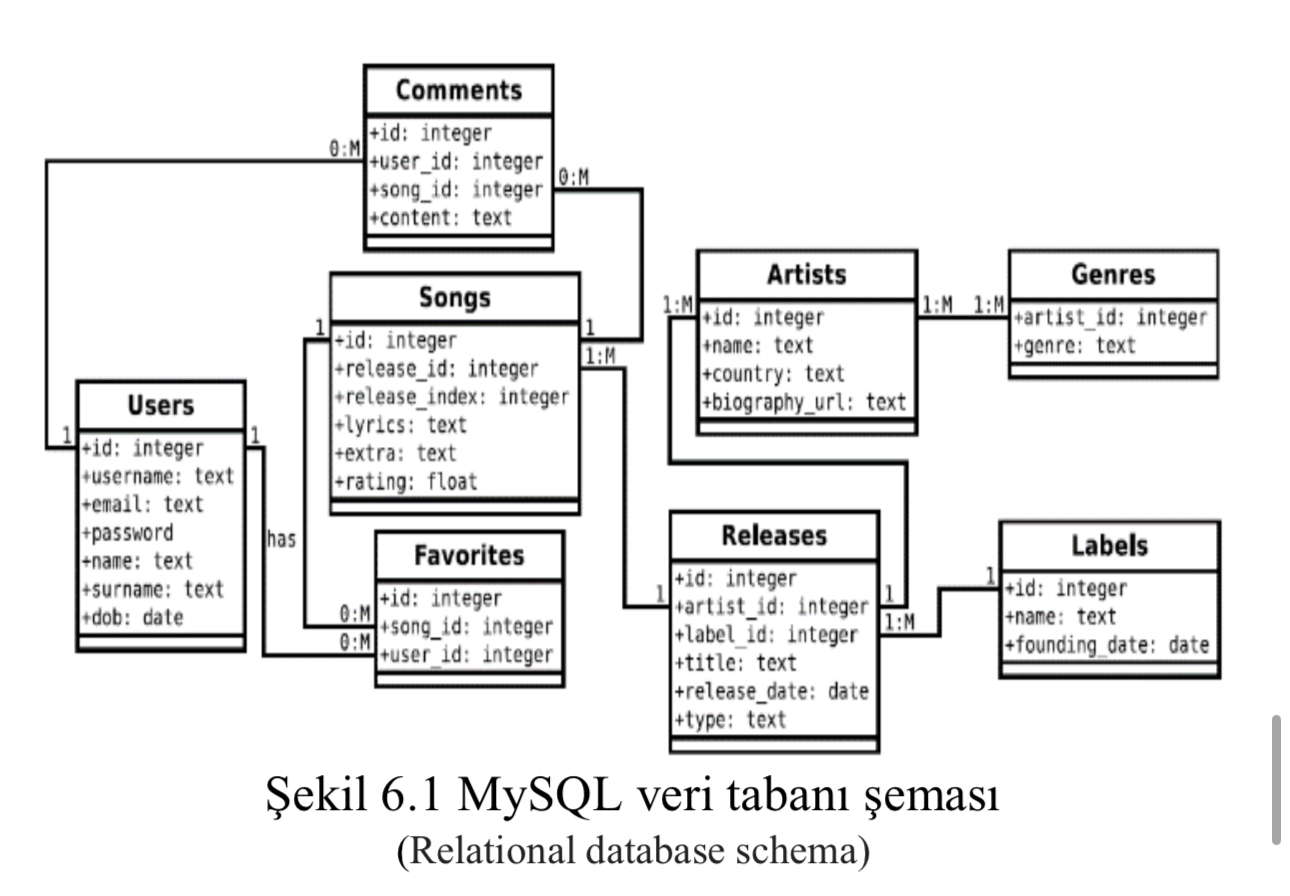 Comments
+id: integer
+user_id: integer
+song_id: integer
+content: text
0:M
0:M
Songs
+id: integer
+release_id: integer
+release_index: integer
+lyrics: text
+extra: text
+rating: float
1
1
1:M
Artists
+id: integer
+name: text
+country: text
+biography_url: text
1:M
1:M
1:M
Genres
+artist_id: integer
+genre: text
Users
+id: integer
+username: text
+email: text
+password
+name: text
+surname: text
+dob: date
1
1
has
Favorites
+id: integer
+song_id: integer
+user_id: integer
0:M
0:M
Releases
+id: integer
+artist_id: integer
+label_id: integer
+title: text
+release_date: date
+type: text
1
1
1:M
Labels
+id: integer
+name: text
+founding_date: date
1
Şekil 6.1 MySQL veri tabanı şeması
(Relational database schema)